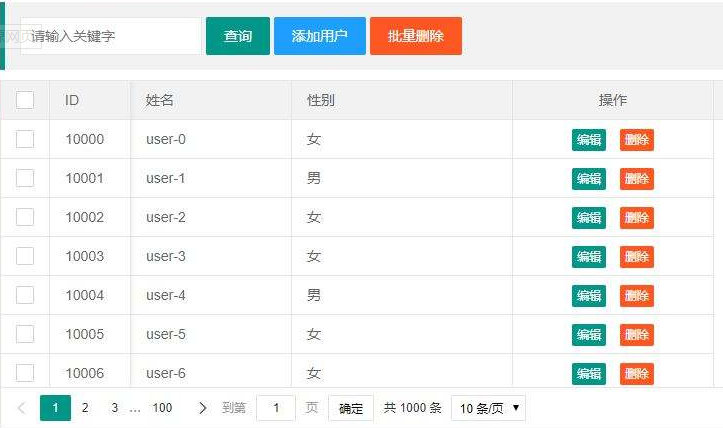 网页 请输入关键字 查询 添加用户 批量删除
ID 姓名 性别 操作
10000 user-0 女 编辑 删除
10001 user-1 男 编辑 删除
10002 user-2 女 编辑 删除
10003 user-3 女 编辑 删除
10004 user-4 男 编辑 删除
10005 user-5 女 编辑 删除
10006 user-6 女 编辑 删除
1 2 3 ... 100 到第 1 页 确定 共 1000 条 10 条/页